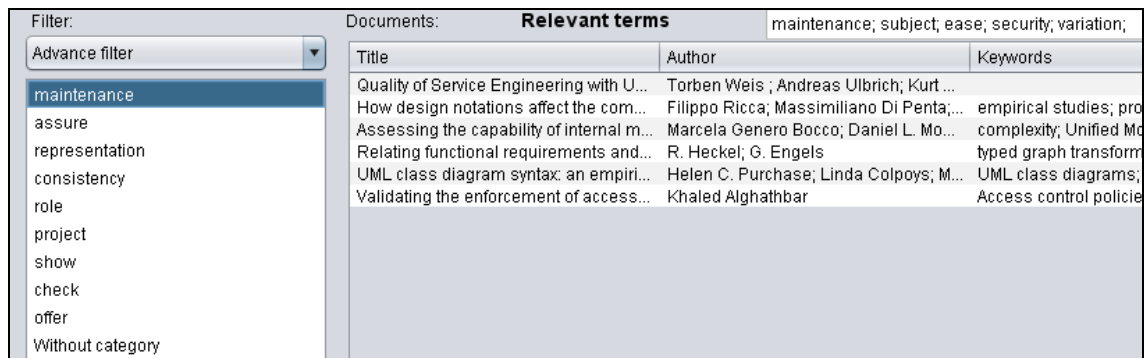 Filter:
Advance filter
maintenance
assure
representation
consistency
role
project
show
check
offer
Without category
Documents: Relevant terms maintenance; subject; ease; security; variation;
Title Author Keywords
Quality of Service Engineering with U... Torben Weis ; Andreas Ulbrich; Kurt ...
How design notations affect the com... Filippo Ricca; Massimiliano Di Penta;... empirical studies; pro
Assessing the capability of internal m... Marcela Genero Bocco; Daniel L. Mo... complexity; Unified Mo
Relating functional requirements and... R. Heckel; G. Engels typed graph transform
UML class diagram syntax: an empiri... Helen C. Purchase; Linda Colpoys; M... UML class diagrams;
Validating the enforcement of access... Khaled Alghathbar Access control policie